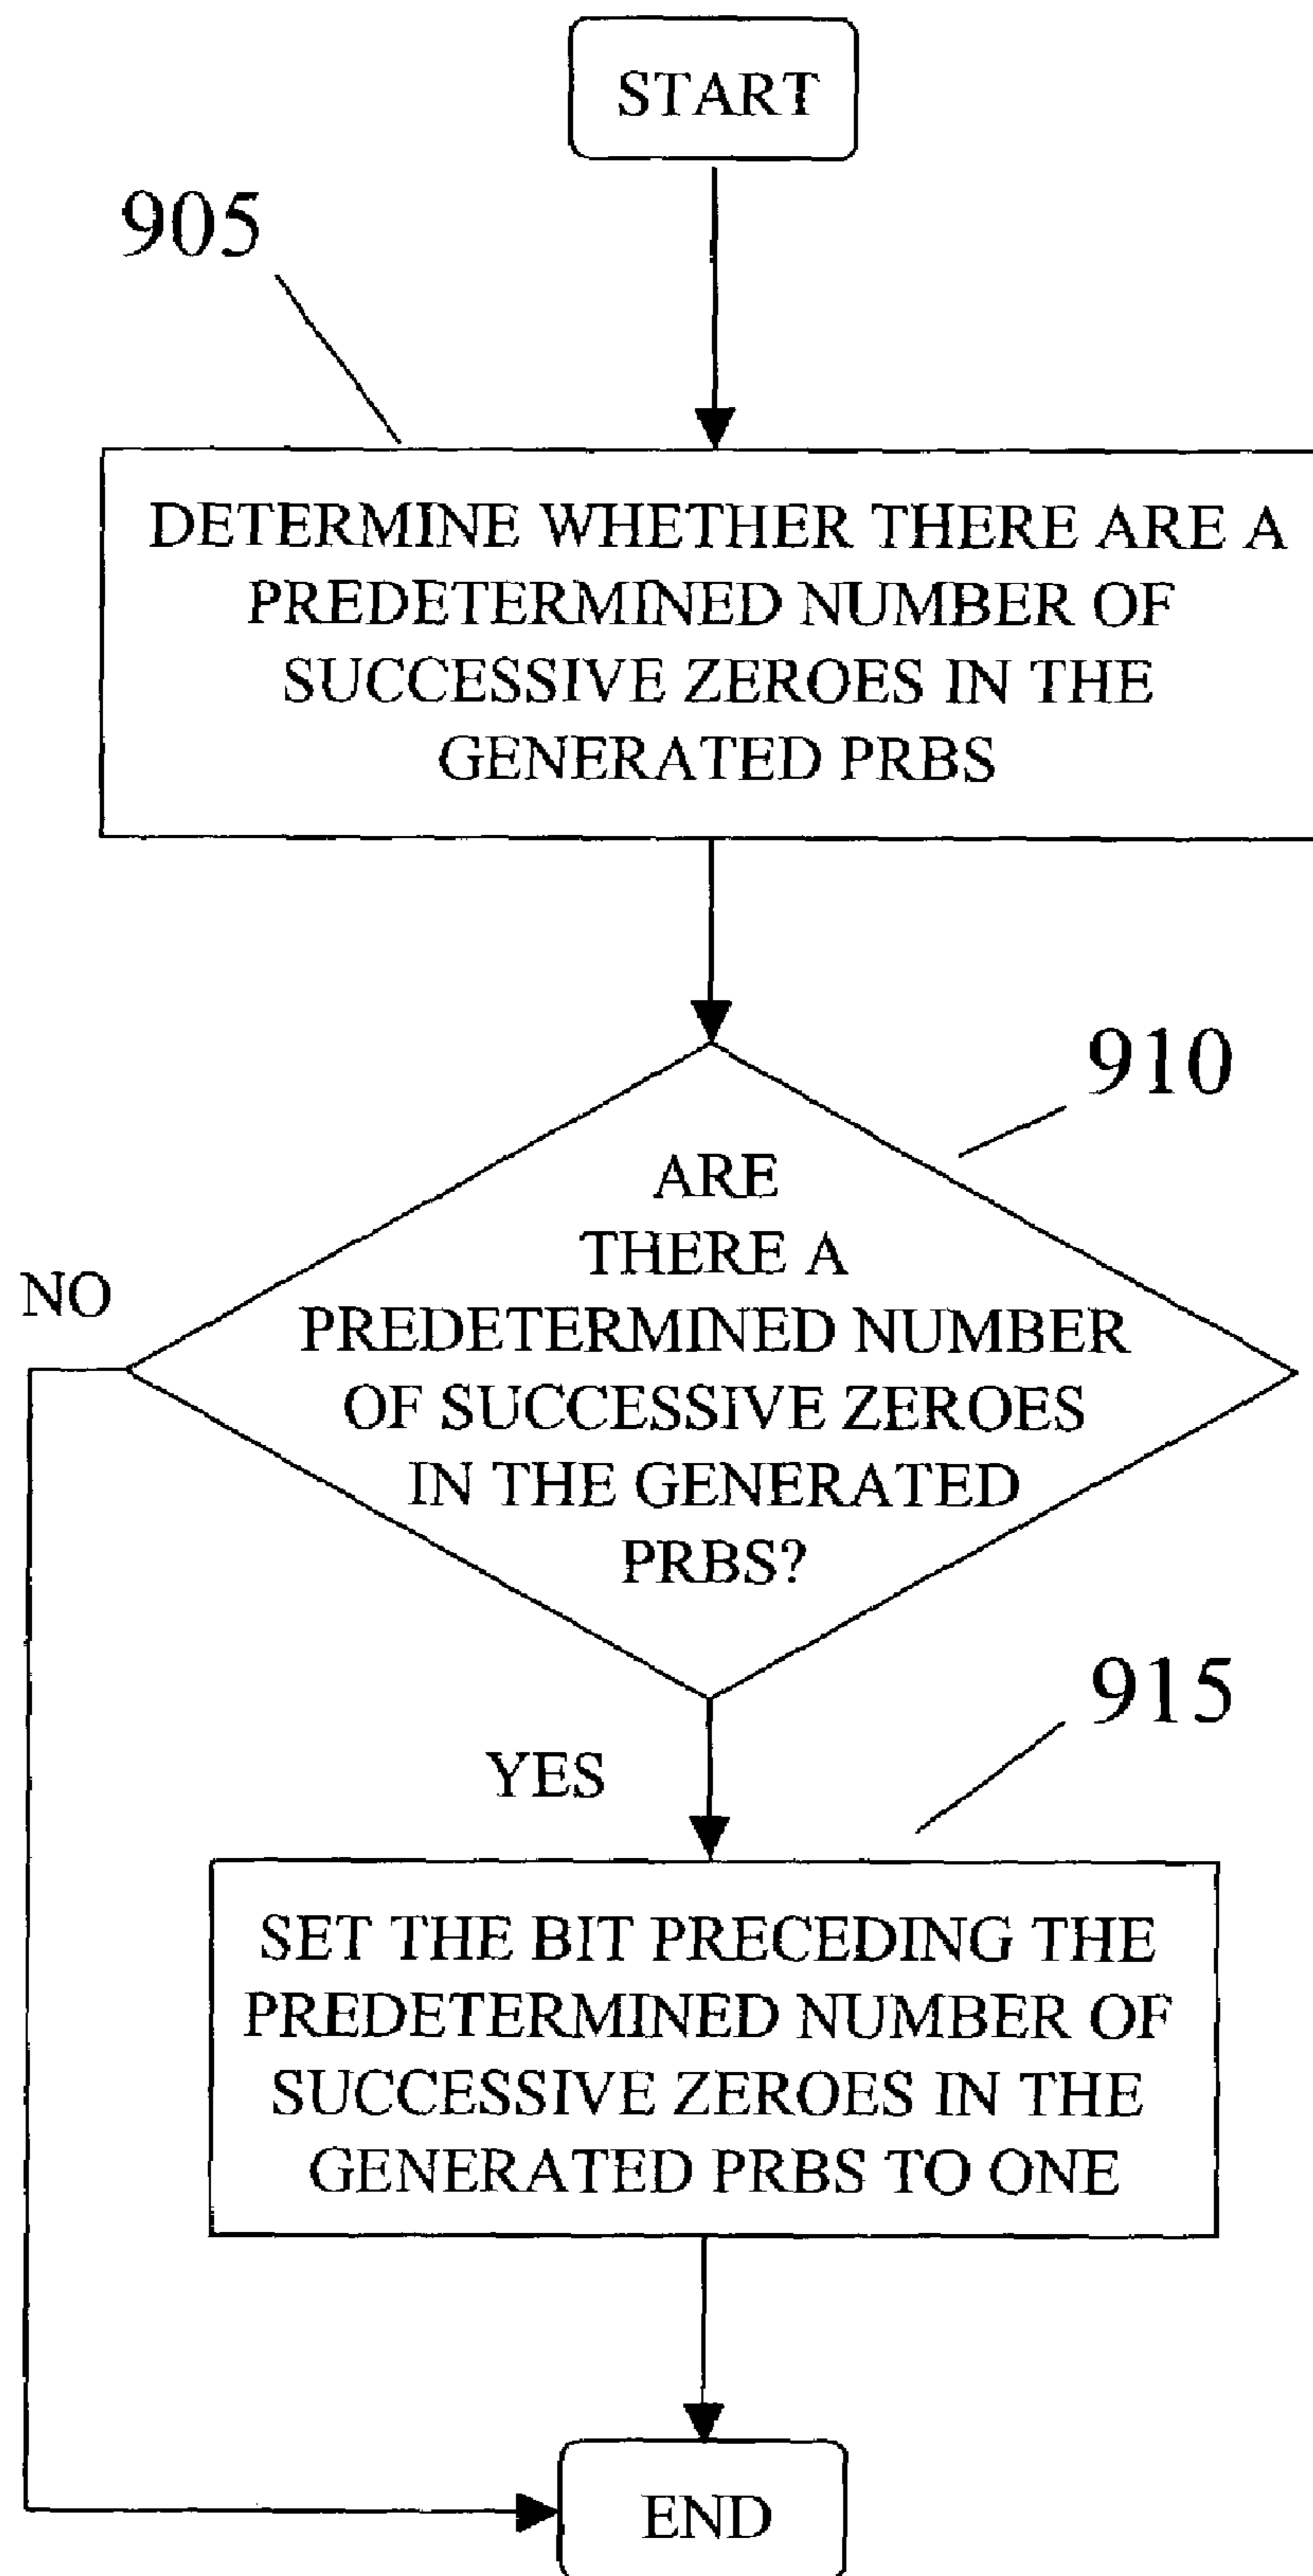 START
905
DETERMINE WHETHER THERE ARE A
PREDETERMINED NUMBER OF
SUCCESSIVE ZEROES IN THE
GENERATED PRBS
910
ARE
THERE A
PREDETERMINED NUMBER
OF SUCCESSIVE ZEROES
IN THE GENERATED
PRBS?
NO
YES
915
SET THE BIT PRECEDING THE
PREDETERMINED NUMBER OF
SUCCESSIVE ZEROES IN THE
GENERATED PRBS TO ONE
END